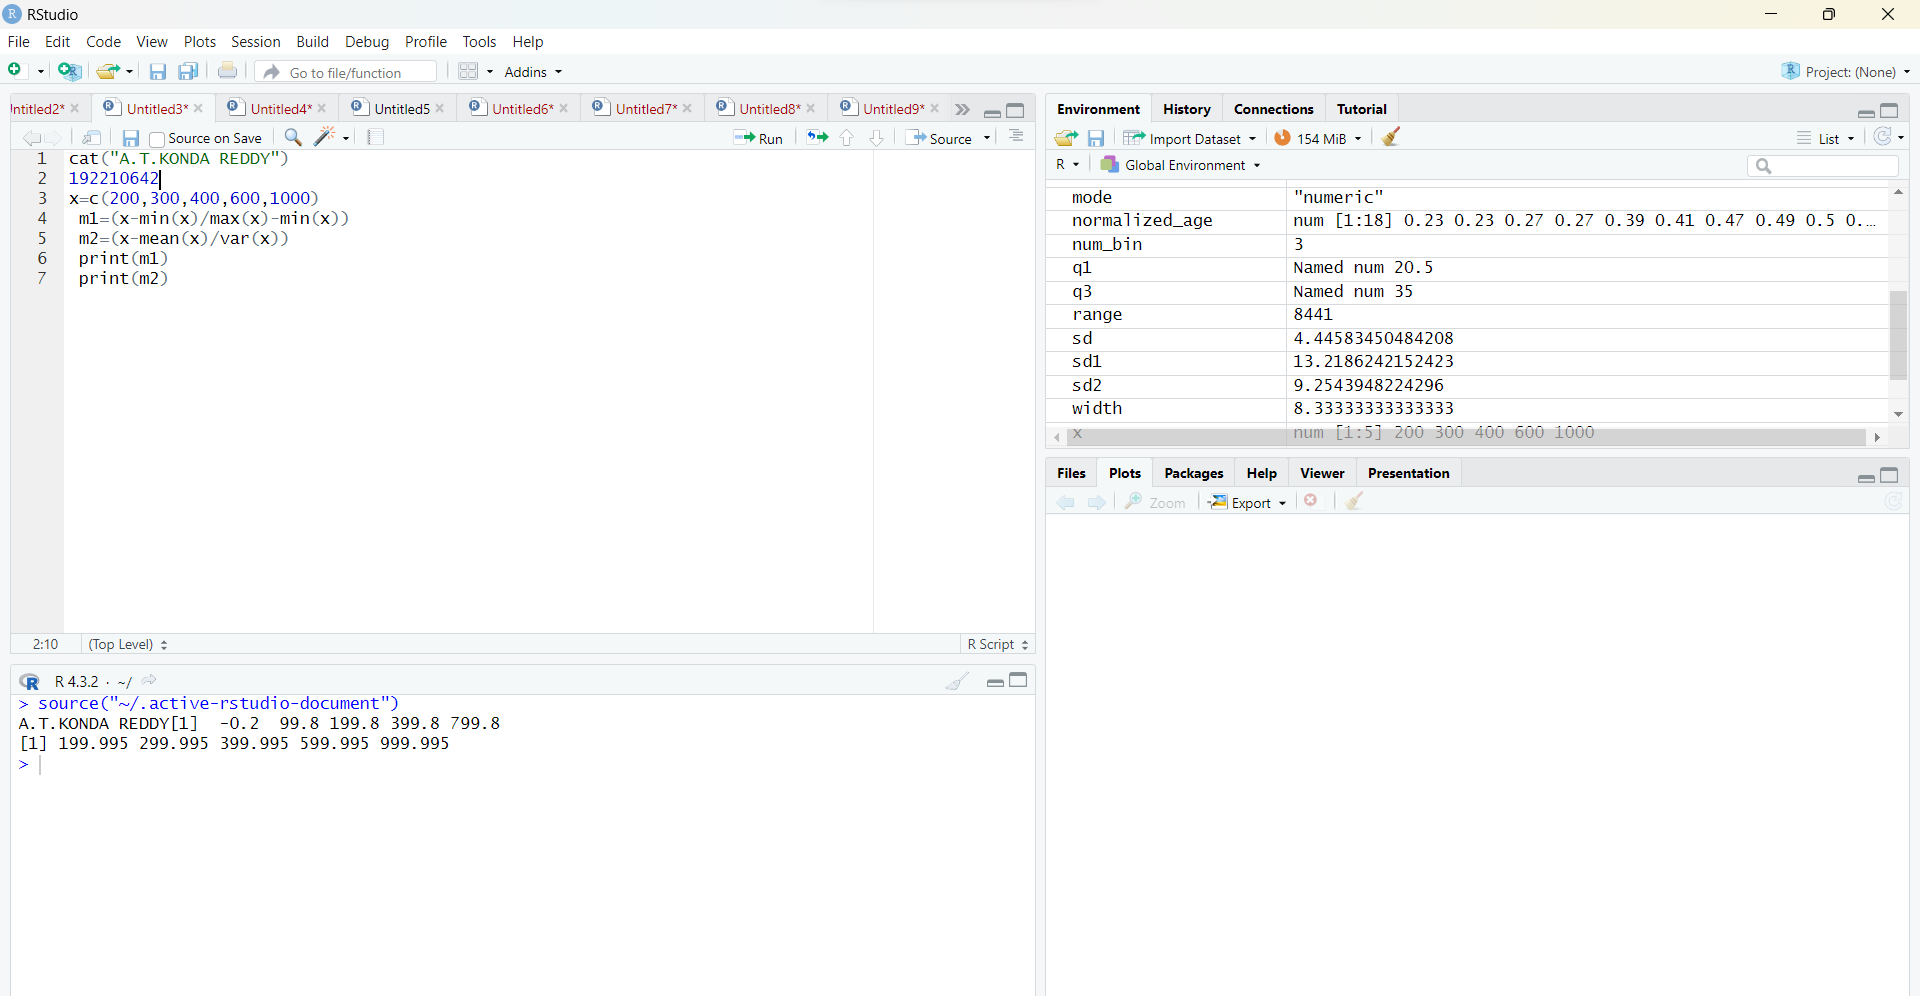 RStudio
File Edit Code View Plots Session Build Debug Profile Tools Help
Go to file/function Addins Project: (None)
ntitled2* Untitled3* Untitled4* Untitled5 Untitled6* Untitled7* Untitled8* Untitled9*
Source on Save Run Source
1 cat("A.T.KONDA REDDY")
2 192210642
3 x=c(200,300,400,600,1000)
4 m1=(x-min(x)/max(x)-min(x))
5 m2=(x-mean(x)/var(x))
6 print(m1)
7 print(m2)
2:10 (Top Level) R Script
R 4.3.2 · ~/
> source("~/.active-rstudio-document")
A.T.KONDA REDDY[1] -0.2 99.8 199.8 399.8 799.8
[1] 199.995 299.995 399.995 599.995 999.995
>
Environment History Connections Tutorial
Import Dataset 154 MiB List
R Global Environment
mode "numeric"
normalized_age num [1:18] 0.23 0.23 0.27 0.27 0.39 0.41 0.47 0.49 0.5 0...
num_bin 3
q1 Named num 20.5
q3 Named num 35
range 8441
sd 4.44583450484208
sd1 13.2186242152423
sd2 9.2543948224296
width 8.33333333333333
x num [1:5] 200 300 400 600 1000
Files Plots Packages Help Viewer Presentation
Zoom Export